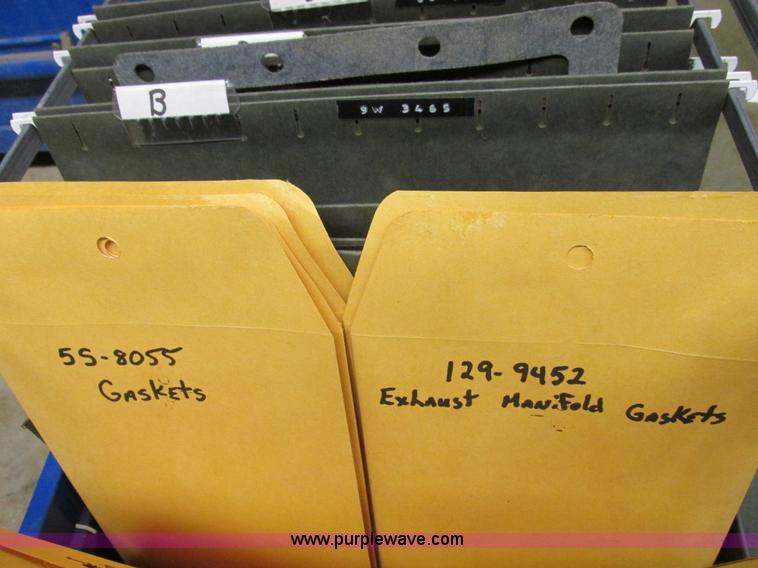 B
9W 3465
5S-8055
Gaskets
129-9452
Exhaust Manifold Gaskets
www.purplewave.com